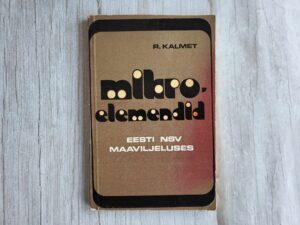 R. KALMET
mikro-
elemendid
EESTI NSV
MAAVILJELUSES